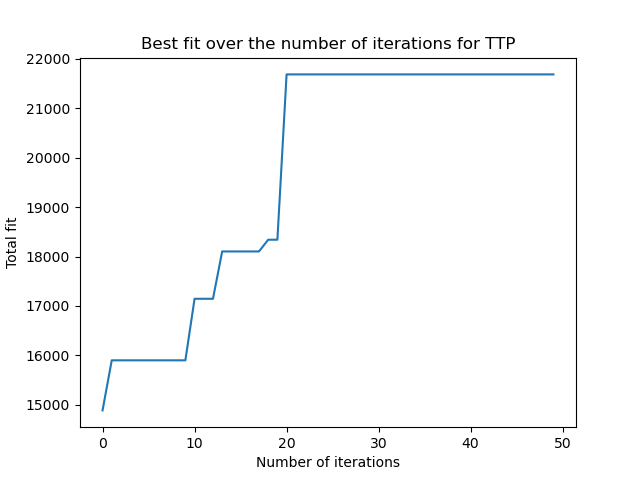 Best fit over the number of iterations for TTP
22000
21000
20000
19000
18000
17000
16000
15000
Total fit
0 10 20 30 40 50
Number of iterations